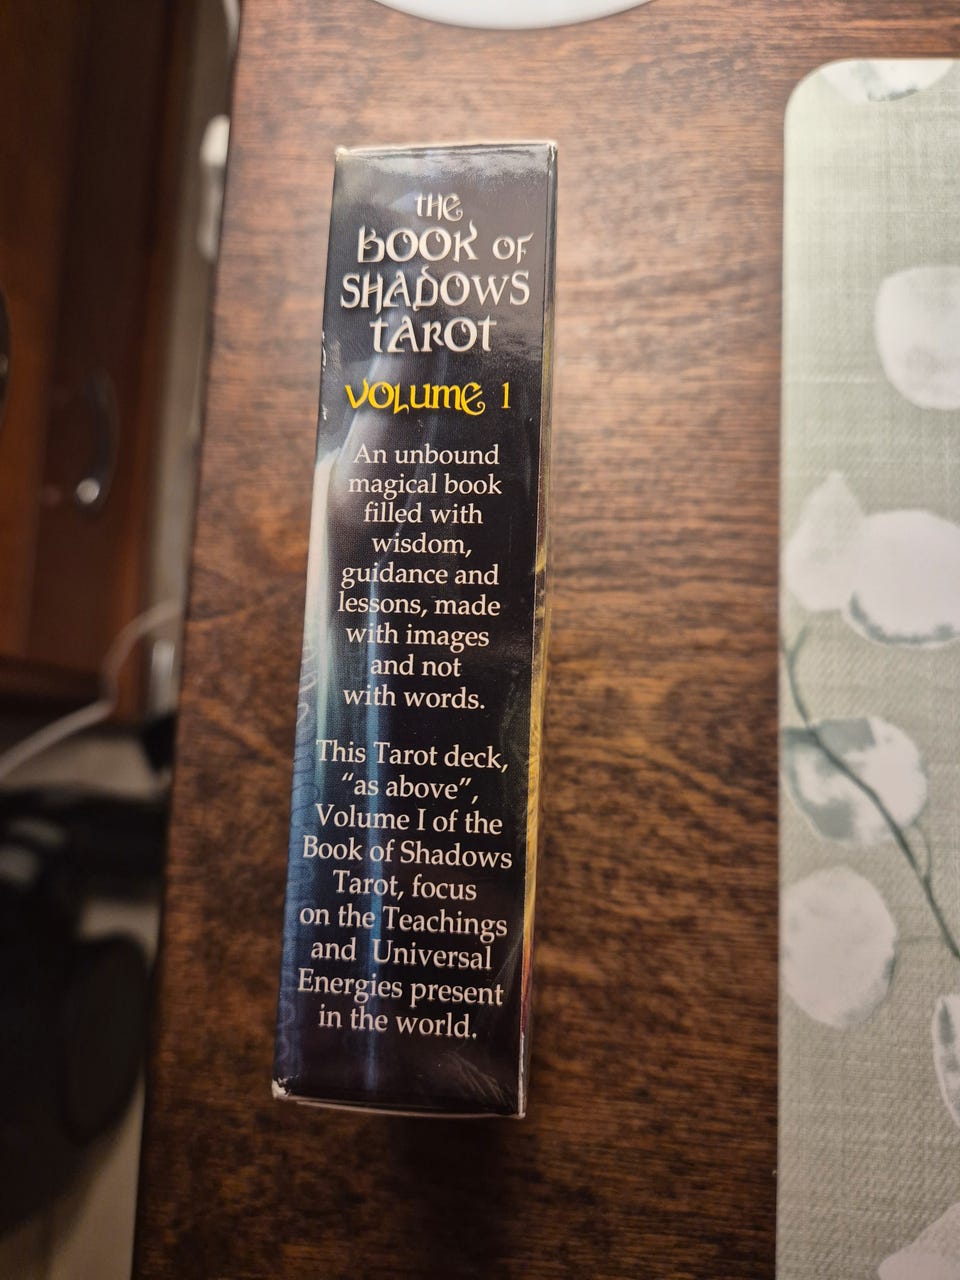 THE
BOOK OF
SHADOWS
TAROT
VOLUME 1
An unbound
magical book
filled with
wisdom,
guidance and
lessons, made
with images
and not
with words.
This Tarot deck,
“as above”,
Volume I of the
Book of Shadows
Tarot, focus
on the Teachings
and Universal
Energies present
in the world.